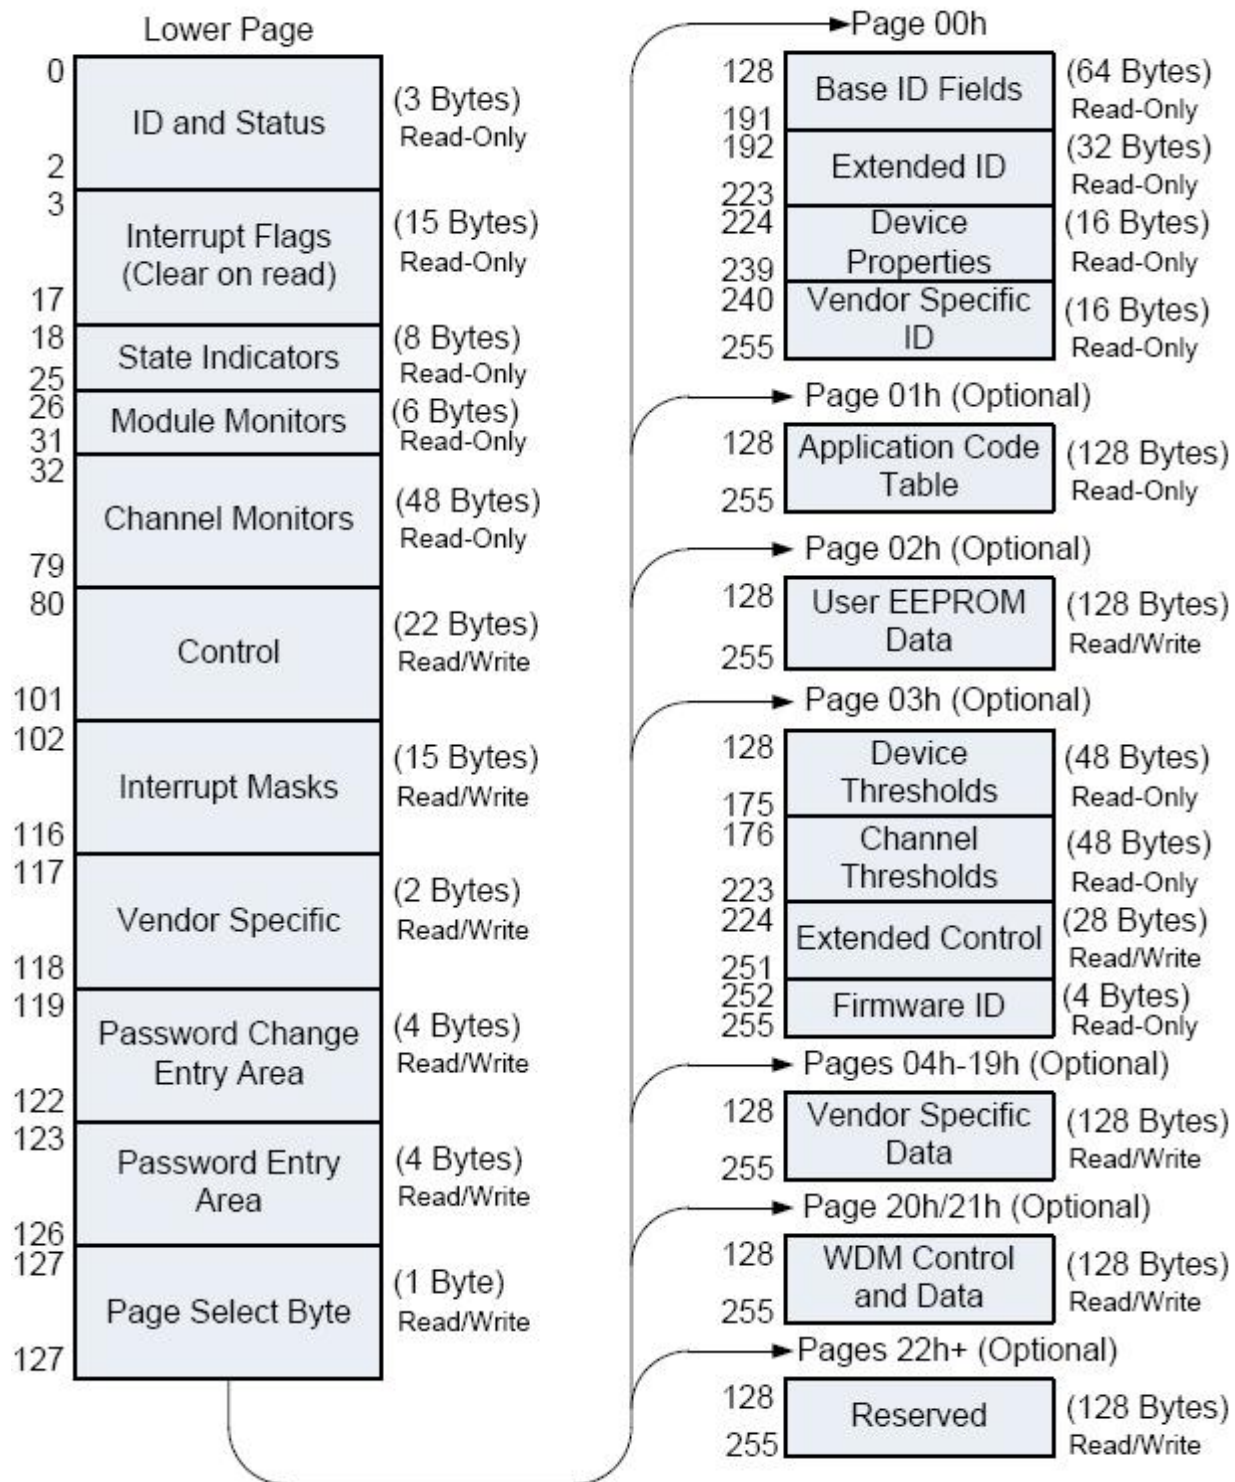 Lower Page
0
ID and Status
2
(3 Bytes)
Read-Only
3
Interrupt Flags
(Clear on read)
17
(15 Bytes)
Read-Only
18
State Indicators
25
(8 Bytes)
Read-Only
26
Module Monitors
31
(6 Bytes)
Read-Only
32
Channel Monitors
79
(48 Bytes)
Read-Only
80
Control
101
(22 Bytes)
Read/Write
102
Interrupt Masks
116
(15 Bytes)
Read/Write
117
Vendor Specific
118
(2 Bytes)
Read/Write
119
Password Change
Entry Area
122
(4 Bytes)
Read/Write
123
Password Entry
Area
126
(4 Bytes)
Read/Write
127
Page Select Byte
127
(1 Byte)
Read/Write
Page 00h
128
Base ID Fields
191
(64 Bytes)
Read-Only
192
Extended ID
223
(32 Bytes)
Read-Only
224
Device
Properties
239
(16 Bytes)
Read-Only
240
Vendor Specific
ID
255
(16 Bytes)
Read-Only
Page 01h (Optional)
128
Application Code
Table
255
(128 Bytes)
Read-Only
Page 02h (Optional)
128
User EEPROM
Data
255
(128 Bytes)
Read/Write
Page 03h (Optional)
128
Device
Thresholds
175
(48 Bytes)
Read-Only
176
Channel
Thresholds
223
(48 Bytes)
Read-Only
224
Extended Control
251
(28 Bytes)
Read/Write
252
Firmware ID
255
(4 Bytes)
Read-Only
Pages 04h-19h (Optional)
128
Vendor Specific
Data
255
(128 Bytes)
Read/Write
Page 20h/21h (Optional)
128
WDM Control
and Data
255
(128 Bytes)
Read/Write
Pages 22h+ (Optional)
128
Reserved
255
(128 Bytes)
Read/Write